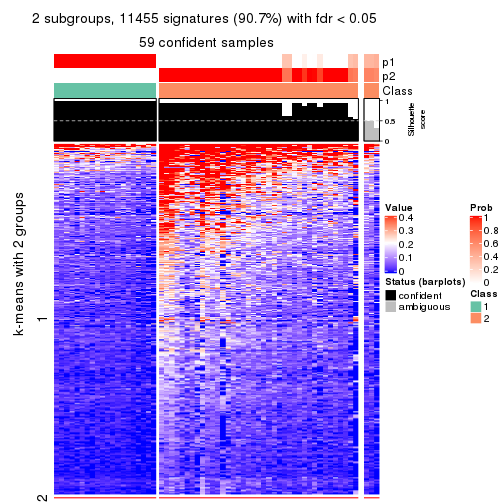 2 subgroups, 11455 signatures (90.7%) with fdr < 0.05
59 confident samples
p1
p2
Class
1
0.5
0
Silhouette
score
k-means with 2 groups
1
2
Value
0.4
0.3
0.2
0.1
0
Status (barplots)
confident
ambiguous
Prob
1
0.8
0.6
0.4
0.2
0
Class
1
2